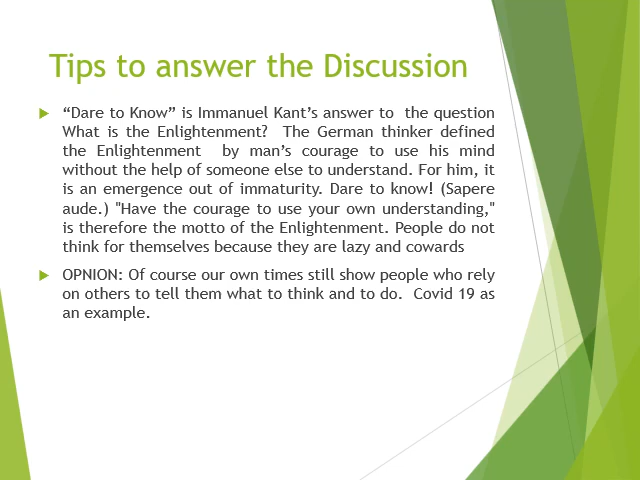 Tips to answer the Discussion
“Dare to Know” is Immanuel Kant’s answer to  the question
What is the Enlightenment?  The German thinker defined
the Enlightenment  by man’s courage to use his mind
without the help of someone else to understand. For him, it
is an emergence out of immaturity. Dare to know! (Sapere
aude.) "Have the courage to use your own understanding,"
is therefore the motto of the Enlightenment. People do not
think for themselves because they are lazy and cowards
OPNION: Of course our own times still show people who rely
on others to tell them what to think and to do.  Covid 19 as
an example.